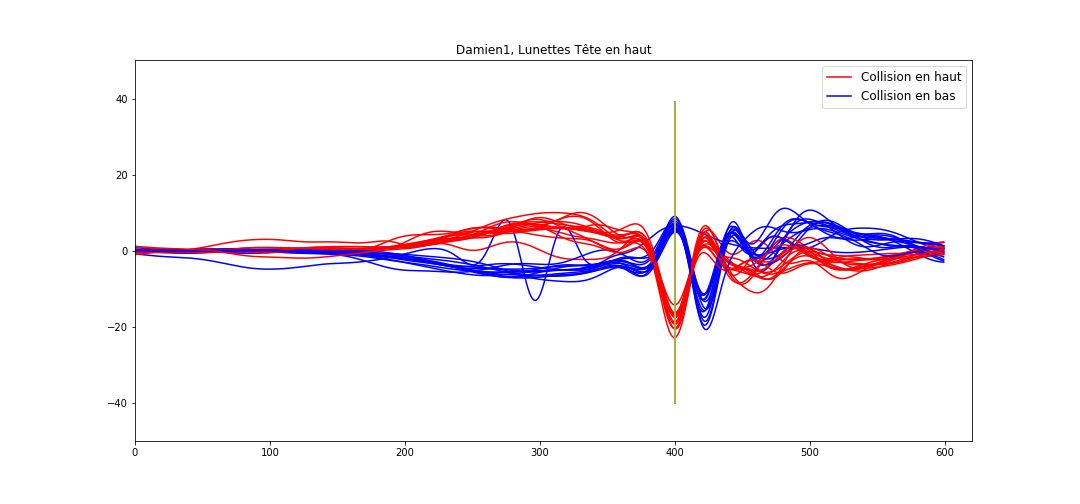 Damien1, Lunettes Tête en haut
Collision en haut
Collision en bas
40
20
0
−20
−40
0 100 200 300 400 500 600